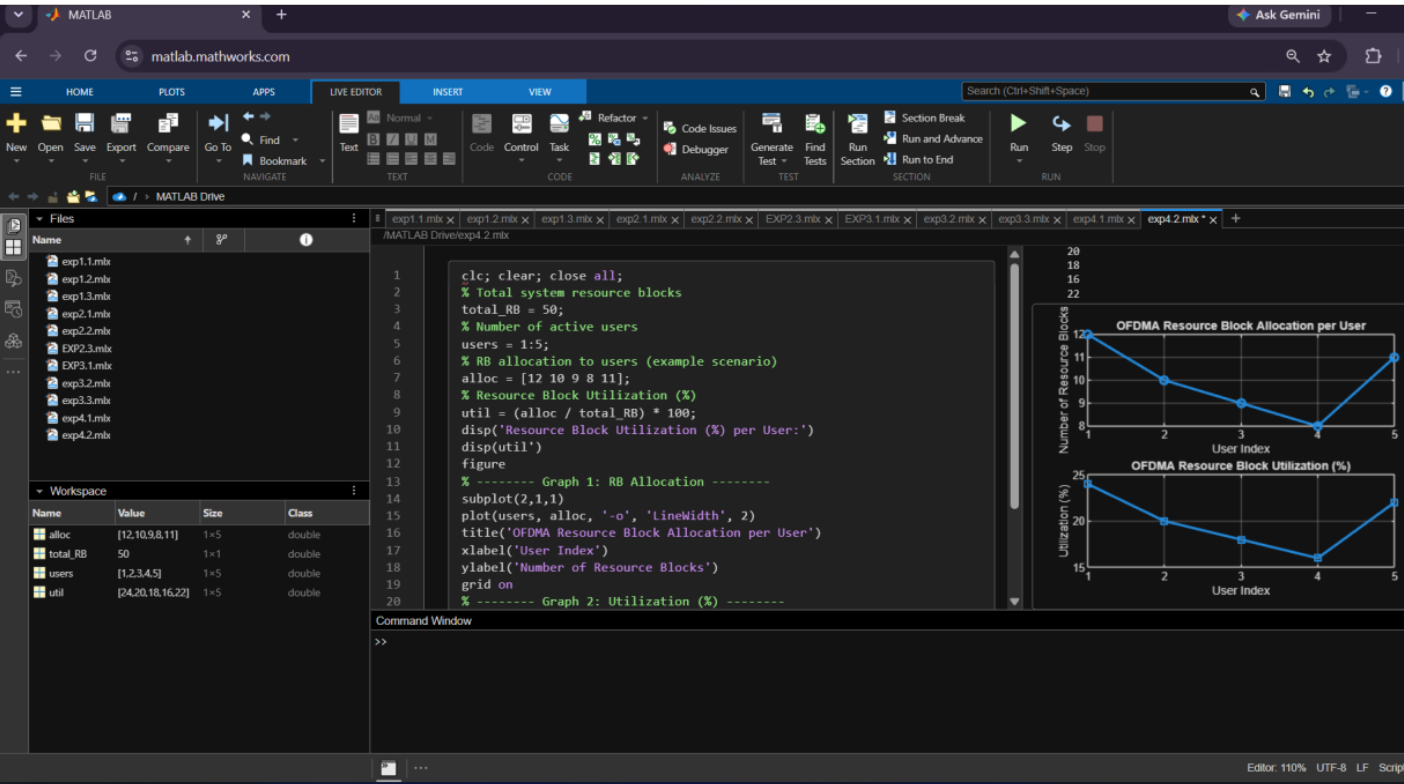 MATLAB
Ask Gemini
matlab.mathworks.com
HOME PLOTS APPS LIVE EDITOR INSERT VIEW
Search (Ctrl+Shift+Space)
New Open Save Export Compare
FILE
Go To Find Bookmark
NAVIGATE
Text Aa Normal
B I U M
TEXT
Code Control Task Refactor
CODE
Code Issues
Debugger
ANALYZE
Generate Test Find Tests
TEST
Run Section
Section Break
Run and Advance
Run to End
SECTION
Run Step Stop
RUN
/ > MATLAB Drive
Files
Name
exp1.1.mlx
exp1.2.mlx
exp1.3.mlx
exp2.1.mlx
exp2.2.mlx
EXP2.3.mlx
EXP3.1.mlx
exp3.2.mlx
exp3.3.mlx
exp4.1.mlx
exp4.2.mlx
Workspace
Name Value Size Class
alloc [12,10,9,8,11] 1×5 double
total_RB 50 1×1 double
users [1,2,3,4,5] 1×5 double
util [24,20,18,16,22] 1×5 double
exp1.1.mlx x exp1.2.mlx x exp1.3.mlx x exp2.1.mlx x exp2.2.mlx x EXP2.3.mlx x EXP3.1.mlx x exp3.2.mlx x exp3.3.mlx x exp4.1.mlx x exp4.2.mlx * x +
/MATLAB Drive/exp4.2.mlx
1 clc; clear; close all;
2 % Total system resource blocks
3 total_RB = 50;
4 % Number of active users
5 users = 1:5;
6 % RB allocation to users (example scenario)
7 alloc = [12 10 9 8 11];
8 % Resource Block Utilization (%)
9 util = (alloc / total_RB) * 100;
10 disp('Resource Block Utilization (%) per User:')
11 disp(util')
12 figure
13 % -------- Graph 1: RB Allocation --------
14 subplot(2,1,1)
15 plot(users, alloc, '-o', 'LineWidth', 2)
16 title('OFDMA Resource Block Allocation per User')
17 xlabel('User Index')
18 ylabel('Number of Resource Blocks')
19 grid on
20 % -------- Graph 2: Utilization (%) --------
20
18
16
22
OFDMA Resource Block Allocation per User
Number of Resource Blocks
12
11
10
9
8
1 2 3 4 5
User Index
OFDMA Resource Block Utilization (%)
Utilization (%)
25
20
15
1 2 3 4 5
User Index
Command Window
>>
Editor: 110% UTF-8 LF Script